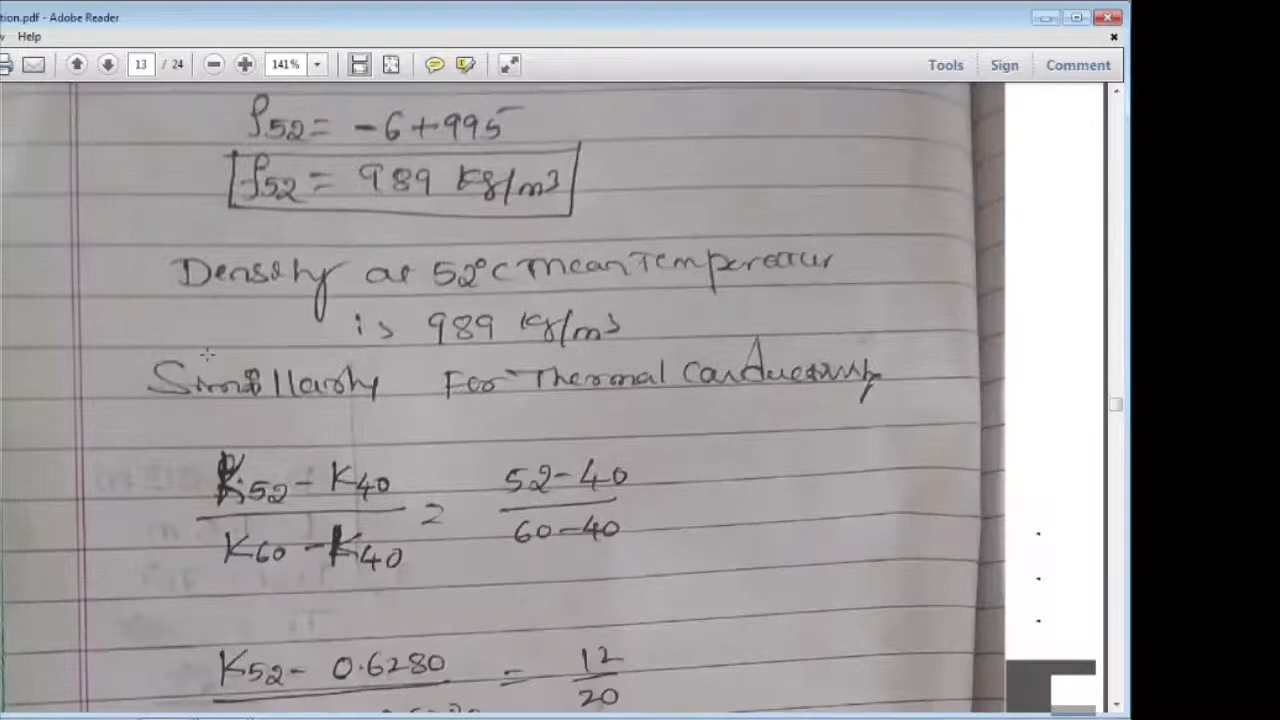 tion.pdf - Adobe Reader
Help
13 / 24 141% Tools Sign Comment
ρ52 = -6+995
ρ52 = 989 Kg/m3
Density at 52°C mean Temperatur
is 989 Kg/m3
For Thermal Conductivity
K52 - K40 / K60 - K40 = 52-40 / 60-40
K52 - 0.6280 = 12 / 20